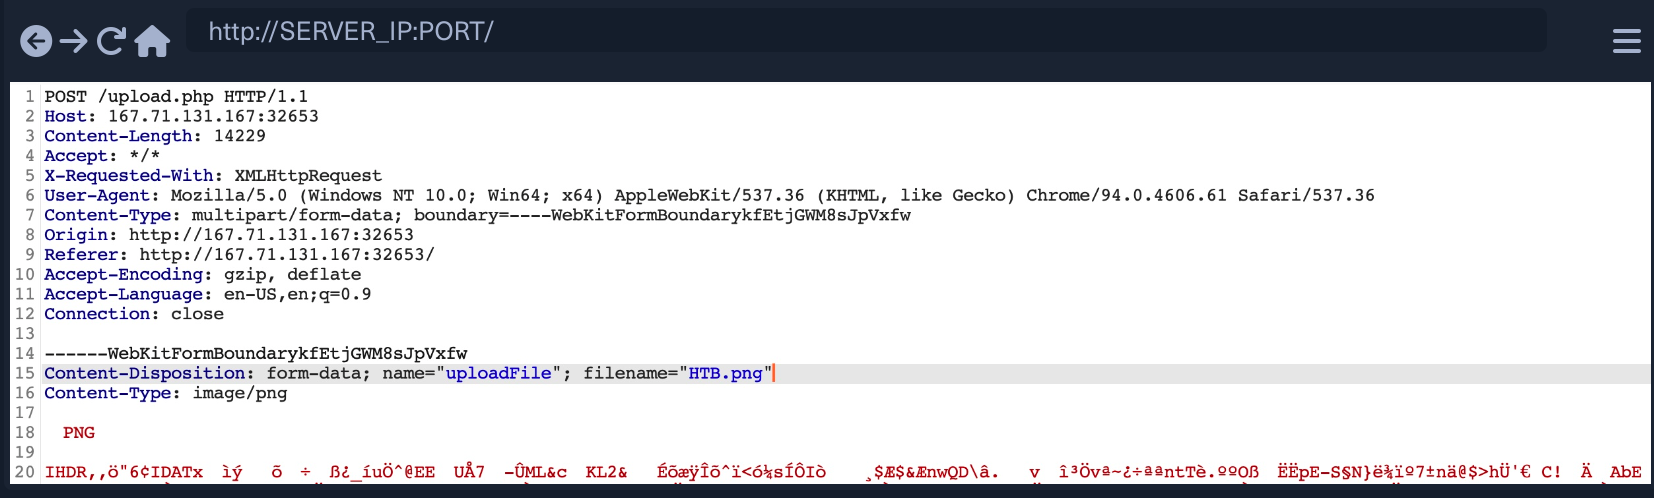 http://SERVER_IP:PORT/
1 POST /upload.php HTTP/1.1
2 Host: 167.71.131.167:32653
3 Content-Length: 14229
4 Accept: */*
5 X-Requested-With: XMLHttpRequest
6 User-Agent: Mozilla/5.0 (Windows NT 10.0; Win64; x64) AppleWebKit/537.36 (KHTML, like Gecko) Chrome/94.0.4606.61 Safari/537.36
7 Content-Type: multipart/form-data; boundary=----WebKitFormBoundarykfEtjGWM8sJpVxfw
8 Origin: http://167.71.131.167:32653
9 Referer: http://167.71.131.167:32653/
10 Accept-Encoding: gzip, deflate
11 Accept-Language: en-US,en;q=0.9
12 Connection: close
13
14 ------WebKitFormBoundarykfEtjGWM8sJpVxfw
15 Content-Disposition: form-data; name="uploadFile"; filename="HTB.png"
16 Content-Type: image/png
17
18 PNG
19
20 IHDR,,ö"6¢IDATx ìý õ ÷ ß¿_íuÖ^@EE UÅ7 -ÛML&c KL2& ÉõæÿÎõ^ï<ó¼sÍÔIò ¸$Æ$&ÆnwQD\â. v î³Övª~¿÷ªªntTè.ººOß ËËpE-S§N}ë¾ïº7±nä@$>hÜ'€ C! Ä AbE